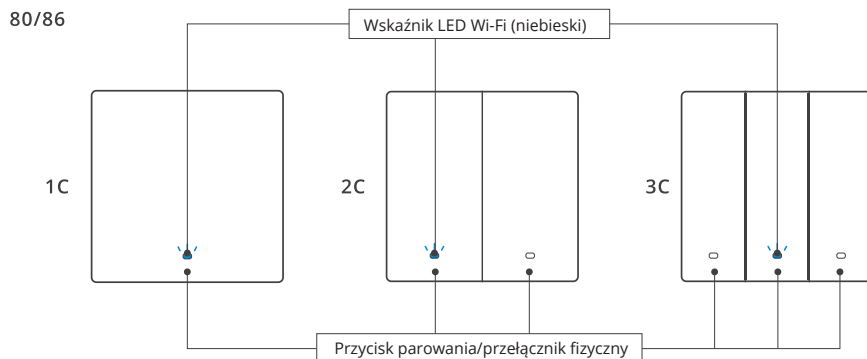 80/86
Wskaźnik LED Wi-Fi (niebieski)
1C
2C
3C
Przycisk parowania/przełącznik fizyczny